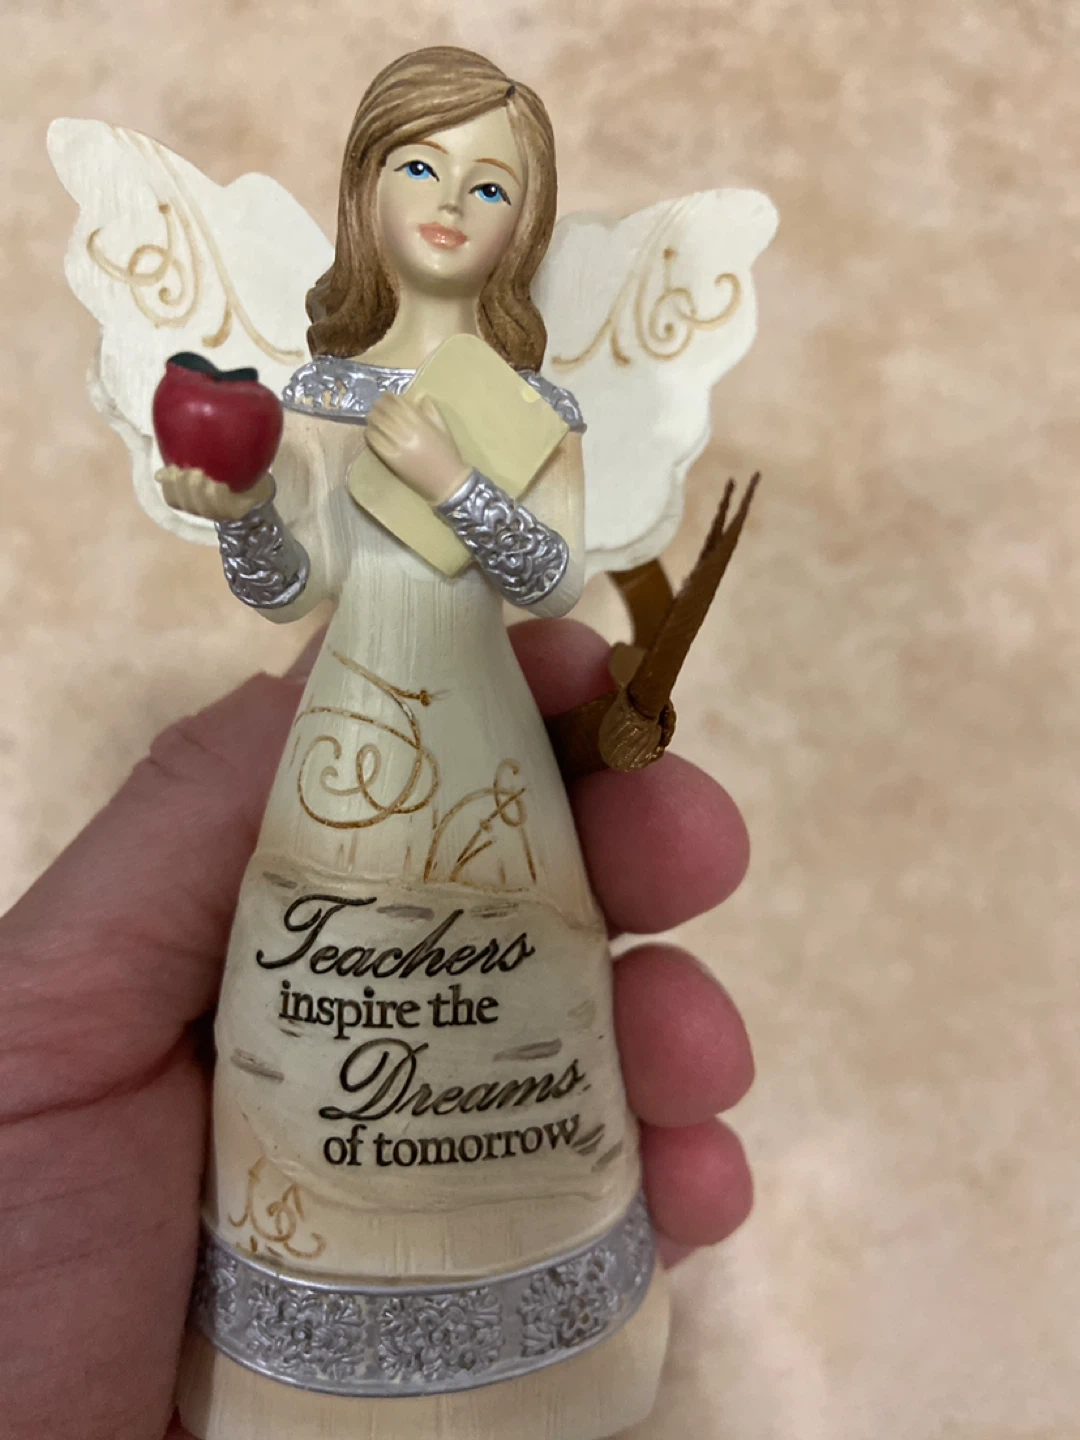 Teachers
inspire the
Dreams
of tomorrow